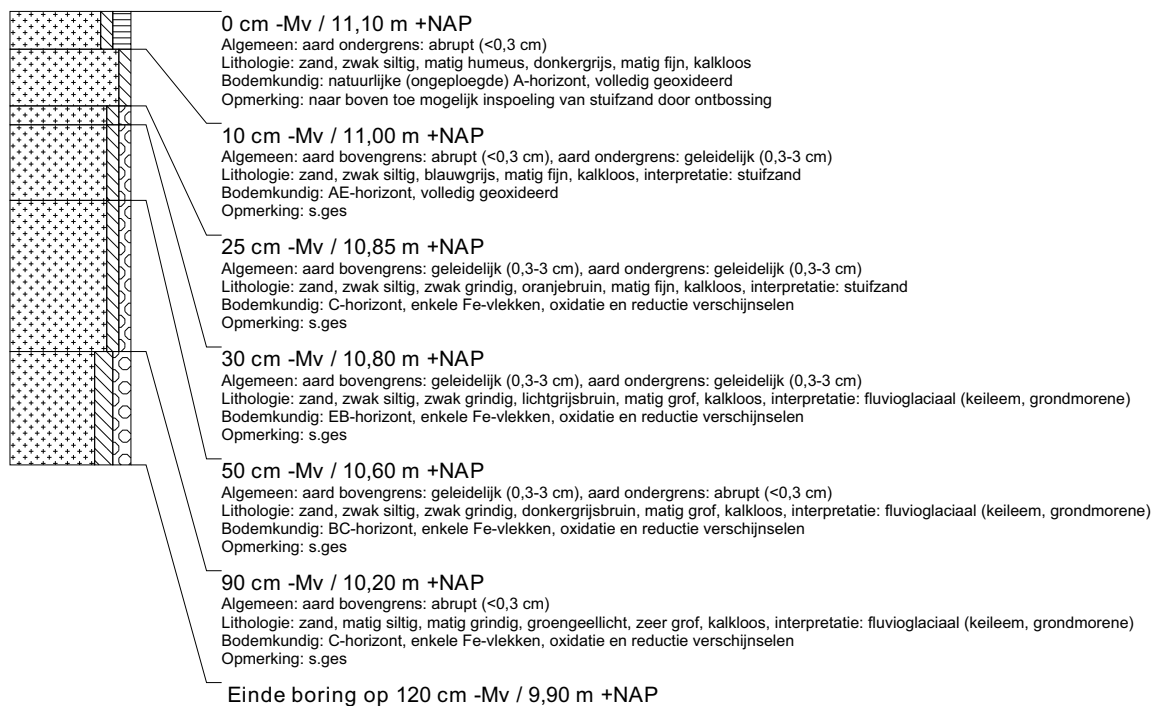 0 cm -Mv / 11,10 m +NAP
Algemeen: aard ondergrens: abrupt (<0,3 cm)
Lithologie: zand, zwak siltig, matig humeus, donkergrijs, matig fijn, kalkloos
Bodemkundig: natuurlijke (ongeploegde) A-horizont, volledig geoxideerd
Opmerking: naar boven toe mogelijk inspoeling van stuifzand door ontbossing
10 cm -Mv / 11,00 m +NAP
Algemeen: aard bovengrens: abrupt (<0,3 cm), aard ondergrens: geleidelijk (0,3-3 cm)
Lithologie: zand, zwak siltig, blauwgrijs, matig fijn, kalkloos, interpretatie: stuifzand
Bodemkundig: AE-horizont, volledig geoxideerd
Opmerking: s.ges
25 cm -Mv / 10,85 m +NAP
Algemeen: aard bovengrens: geleidelijk (0,3-3 cm), aard ondergrens: geleidelijk (0,3-3 cm)
Lithologie: zand, zwak siltig, zwak grindig, oranjebruin, matig fijn, kalkloos, interpretatie: stuifzand
Bodemkundig: C-horizont, enkele Fe-vlekken, oxidatie en reductie verschijnselen
Opmerking: s.ges
30 cm -Mv / 10,80 m +NAP
Algemeen: aard bovengrens: geleidelijk (0,3-3 cm), aard ondergrens: geleidelijk (0,3-3 cm)
Lithologie: zand, zwak siltig, zwak grindig, lichtgrijsbruin, matig grof, kalkloos, interpretatie: fluvioglaciaal (keileem, grondmorene)
Bodemkundig: EB-horizont, enkele Fe-vlekken, oxidatie en reductie verschijnselen
Opmerking: s.ges
50 cm -Mv / 10,60 m +NAP
Algemeen: aard bovengrens: geleidelijk (0,3-3 cm), aard ondergrens: abrupt (<0,3 cm)
Lithologie: zand, zwak siltig, zwak grindig, donkergrijsbruin, matig grof, kalkloos, interpretatie: fluvioglaciaal (keileem, grondmorene)
Bodemkundig: BC-horizont, enkele Fe-vlekken, oxidatie en reductie verschijnselen
Opmerking: s.ges
90 cm -Mv / 10,20 m +NAP
Algemeen: aard bovengrens: abrupt (<0,3 cm)
Lithologie: zand, matig siltig, matig grindig, groengeellicht, zeer grof, kalkloos, interpretatie: fluvioglaciaal (keileem, grondmorene)
Bodemkundig: C-horizont, enkele Fe-vlekken, oxidatie en reductie verschijnselen
Opmerking: s.ges
Einde boring op 120 cm -Mv / 9,90 m +NAP